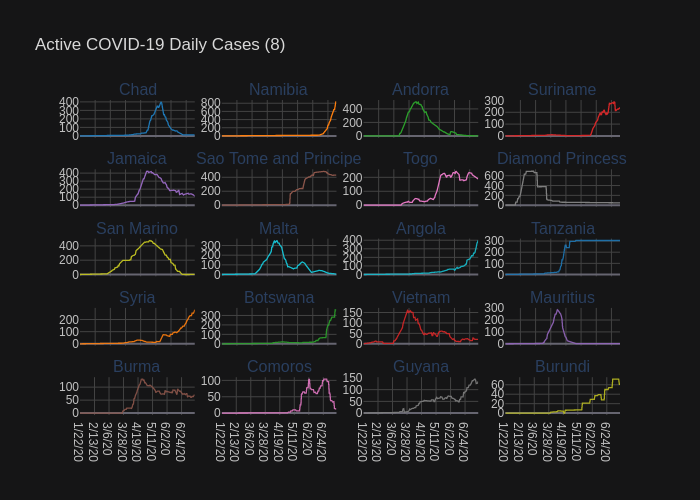 Active COVID-19 Daily Cases (8)
Chad Namibia Andorra Suriname
400 300 200 100 0
800 600 400 200 0
400 200 0
300 200 100 0
Jamaica Sao Tome and Principe Togo Diamond Princess
400 300 200 100 0
400 200 0
200 100 0
600 400 200 0
San Marino Malta Angola Tanzania
400 200 0
300 200 100 0
400 300 200 100 0
300 200 100 0
Syria Botswana Vietnam Mauritius
200 100 0
300 200 100 0
150 100 50 0
300 200 100 0
Burma Comoros Guyana Burundi
100 50 0
100 50 0
150 100 50 0
60 40 20 0
1/22/20 2/13/20 3/6/20 3/28/20 4/19/20 5/11/20 6/2/20 6/24/20
1/22/20 2/13/20 3/6/20 3/28/20 4/19/20 5/11/20 6/2/20 6/24/20
1/22/20 2/13/20 3/6/20 3/28/20 4/19/20 5/11/20 6/2/20 6/24/20
1/22/20 2/13/20 3/6/20 3/28/20 4/19/20 5/11/20 6/2/20 6/24/20